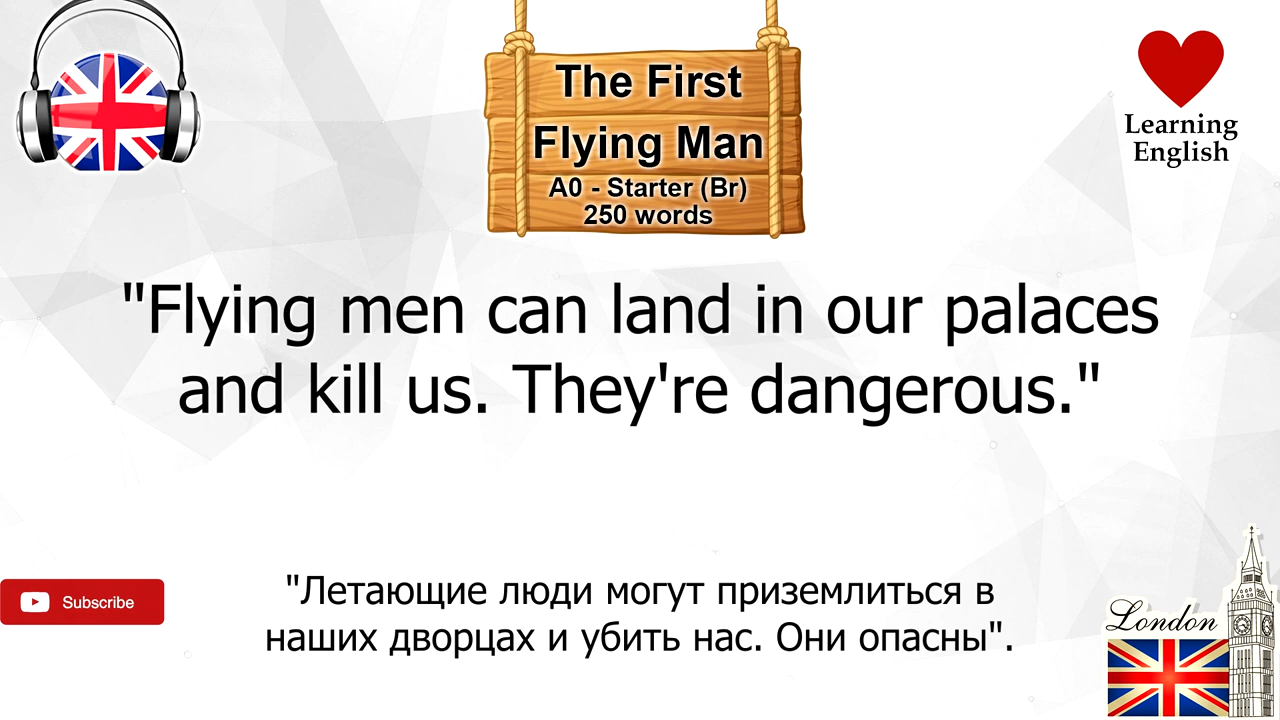 The First
Flying Man
A0 - Starter (Br)
250 words
Learning
English
"Flying men can land in our palaces
and kill us. They're dangerous."
Subscribe
"Летающие люди могут приземлиться в
наших дворцах и убить нас. Они опасны".
London